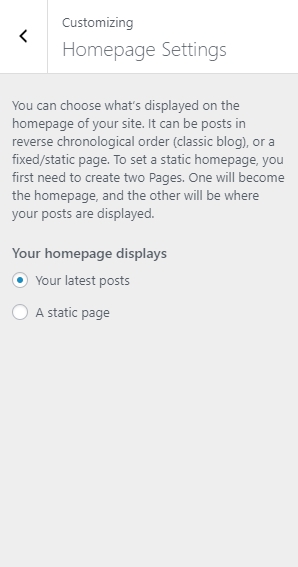 Customizing
Homepage Settings
You can choose what's displayed on the
homepage of your site. It can be posts in
reverse chronological order (classic blog), or a
fixed/static page. To set a static homepage, you
first need to create two Pages. One will become
the homepage, and the other will be where
your posts are displayed.
Your homepage displays
Your latest posts
A static page